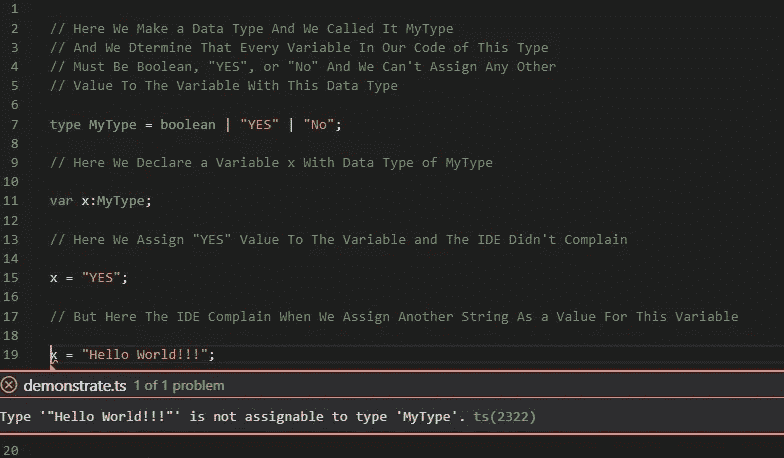 1
2 // Here We Make a Data Type And We Called It MyType
3 // And We Dtermine That Every Variable In Our Code of This Type
4 // Must Be Boolean, "YES", or "No" And We Can't Assign Any Other
5 // Value To The Variable With This Data Type
6
7 type MyType = boolean | "YES" | "No";
8
9 // Here We Declare a Variable x With Data Type of MyType
10
11 var x:MyType;
12
13 // Here We Assign "YES" Value To The Variable and The IDE Didn't Complain
14
15 x = "YES";
16
17 // But Here The IDE Complain When We Assign Another String As a Value For This Variable
18
19 x = "Hello World!!!";
demonstrate.ts 1 of 1 problem
Type '"Hello World!!!"' is not assignable to type 'MyType'. ts(2322)
20